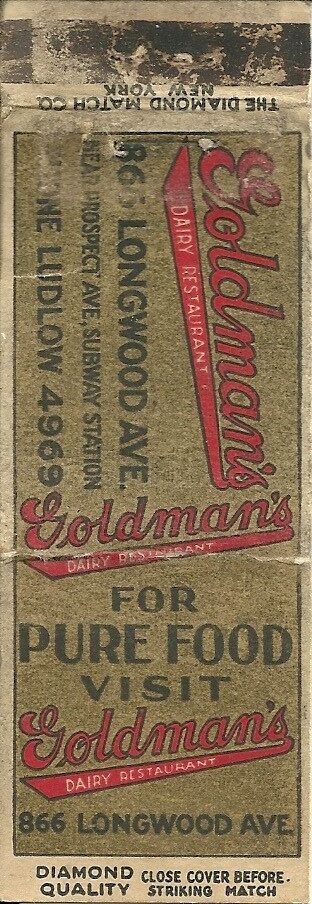 THE DIAMOND MATCH CO.
NEW YORK
Goldman's
DAIRY RESTAURANT
866 LONGWOOD AVE.
NEAR PROSPECT AVE., SUBWAY STATION
PHONE LUDLOW 4969
Goldman's
DAIRY RESTAURANT
FOR
PURE FOOD
VISIT
Goldman's
DAIRY RESTAURANT
866 LONGWOOD AVE.
DIAMOND QUALITY
CLOSE COVER BEFORE STRIKING MATCH